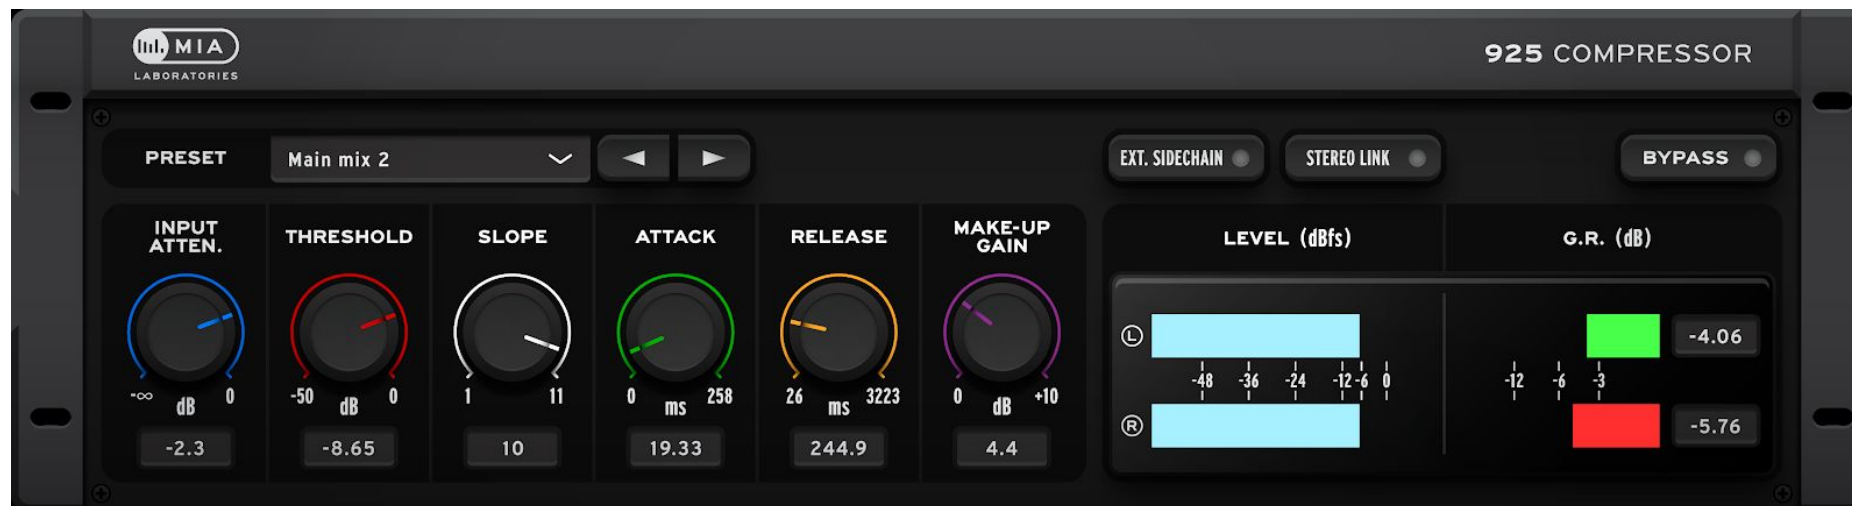 MIA
LABORATORIES
925 COMPRESSOR
PRESET
Main mix 2
EXT. SIDECHAIN
STEREO LINK
BYPASS
INPUT
ATTEN.
THRESHOLD
SLOPE
ATTACK
RELEASE
MAKE-UP
GAIN
LEVEL (dBfs)
G.R. (dB)
-∞ dB 0
-50 dB 0
1 11
0 ms 258
26 ms 3223
0 dB +10
-2.3
-8.65
10
19.33
244.9
4.4
L
-4.06
-48 -36 -24 -12 -6 0
-12 -6 -3
R
-5.76